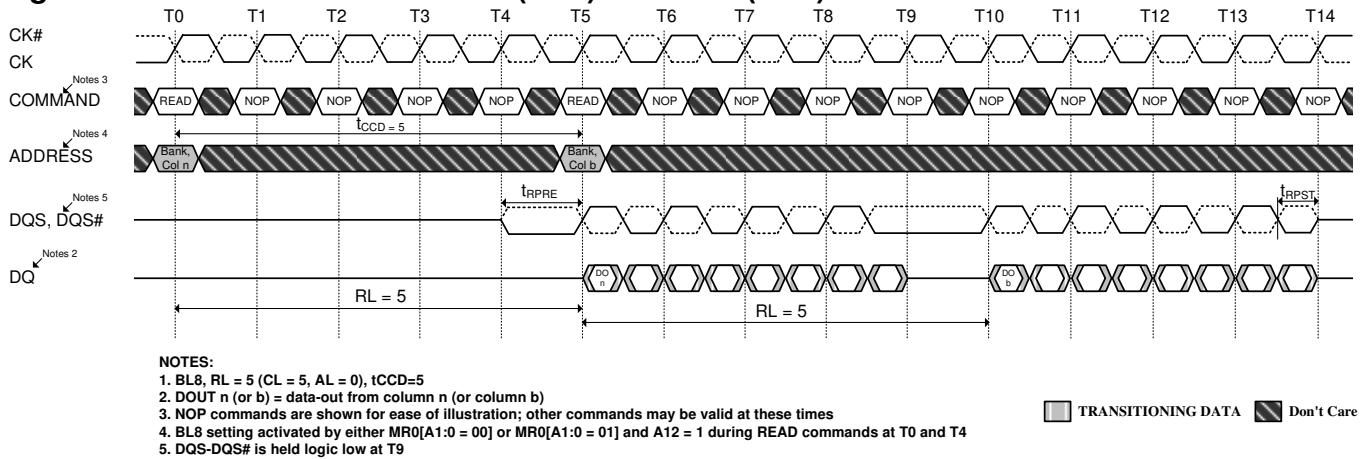 T0 T1 T2 T3 T4 T5 T6 T7 T8 T9 T10 T11 T12 T13 T14
CK#
CK
Notes 3
COMMAND READ NOP NOP NOP NOP READ NOP NOP NOP NOP NOP NOP NOP NOP NOP
tCCD = 5
Notes 4
ADDRESS Bank, Col n Bank, Col b
tRPRE tRPST
Notes 5
DQS, DQS#
Notes 2
DQ DO n DO b
RL = 5 RL = 5
NOTES:
1. BL8, RL = 5 (CL = 5, AL = 0), tCCD=5
2. DOUT n (or b) = data-out from column n (or column b)
3. NOP commands are shown for ease of illustration; other commands may be valid at these times
4. BL8 setting activated by either MR0[A1:0 = 00] or MR0[A1:0 = 01] and A12 = 1 during READ commands at T0 and T4
5. DQS-DQS# is held logic low at T9
TRANSITIONING DATA Don't Care